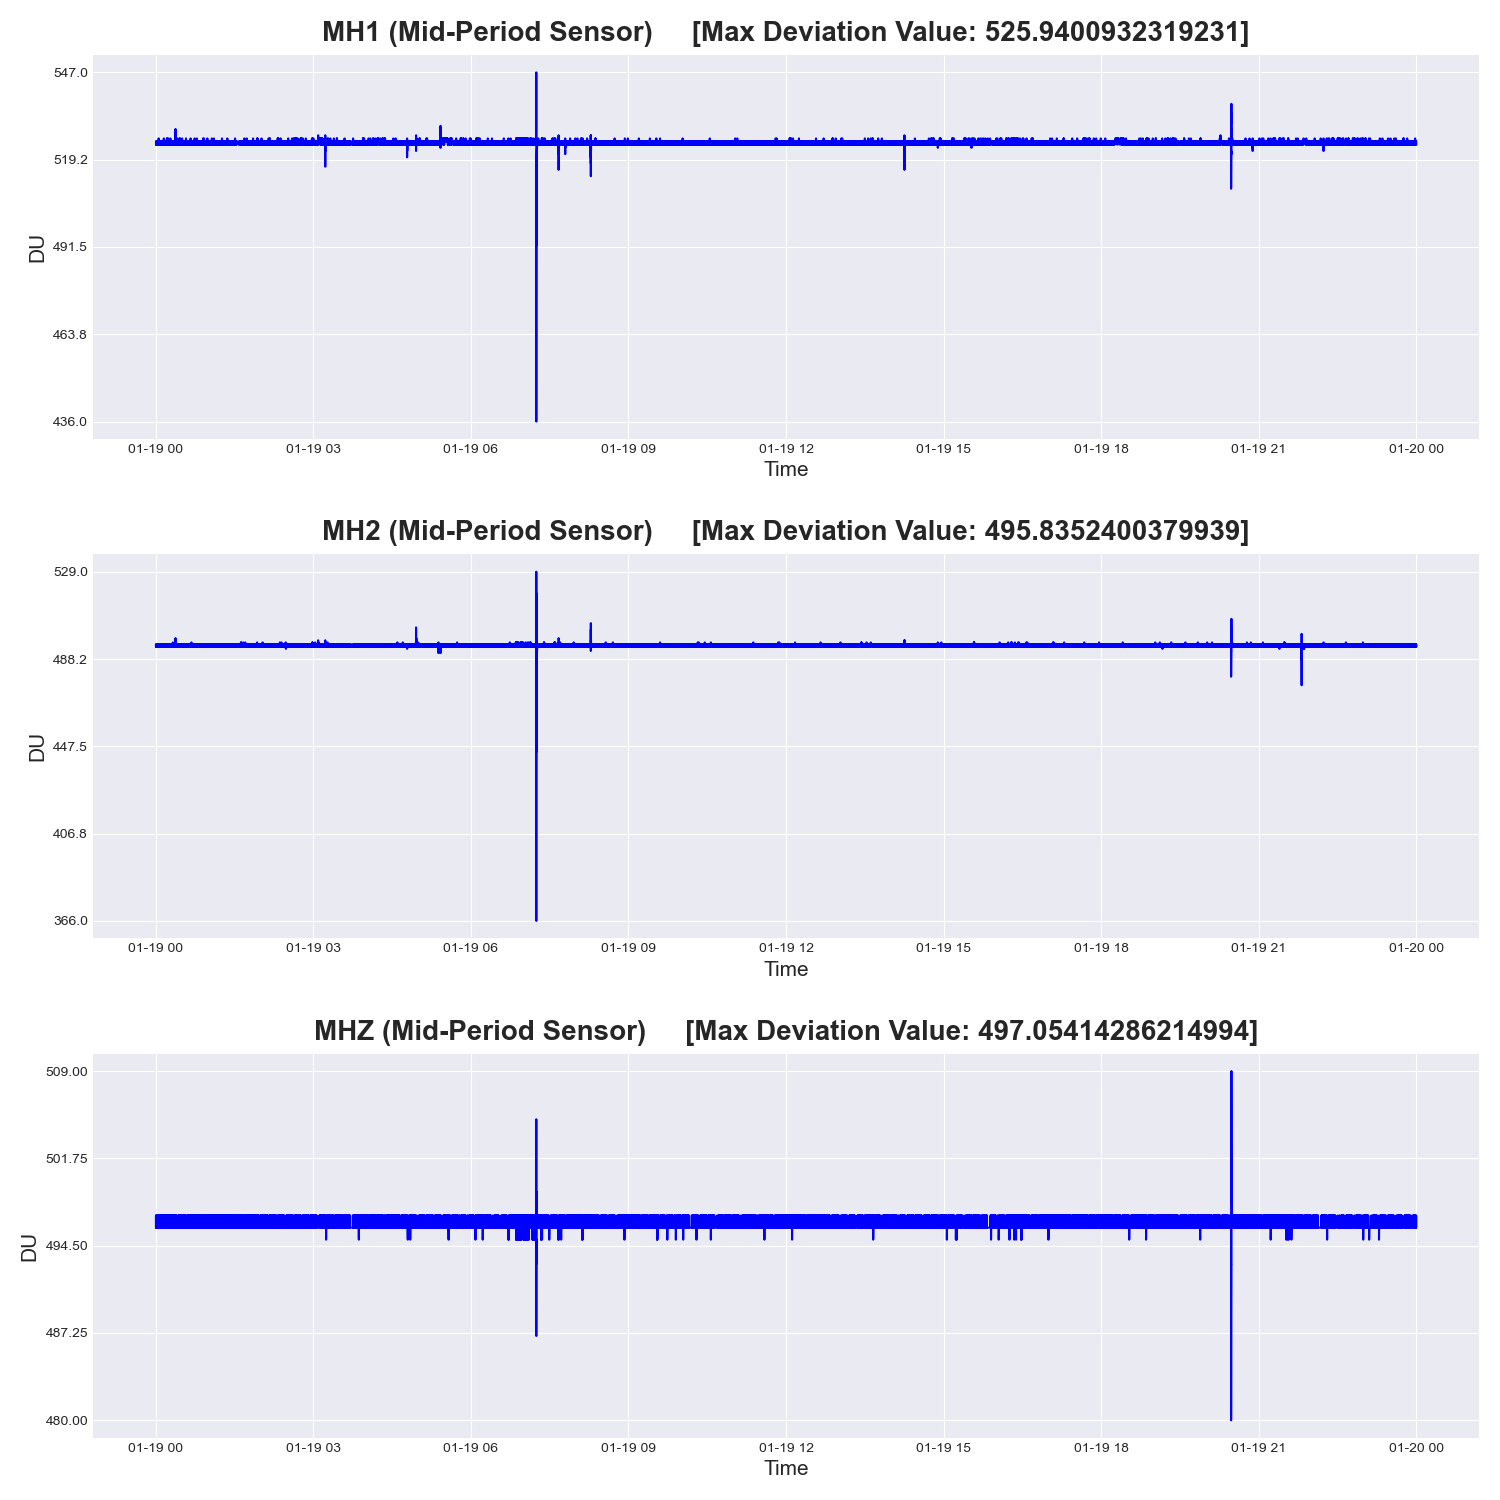 MH1 (Mid-Period Sensor) [Max Deviation Value: 525.9400932319231]
547.0
519.2
491.5
463.8
436.0
DU
01-19 00 01-19 03 01-19 06 01-19 09 01-19 12 01-19 15 01-19 18 01-19 21 01-20 00
Time
MH2 (Mid-Period Sensor) [Max Deviation Value: 495.8352400379939]
529.0
488.2
447.5
406.8
366.0
DU
01-19 00 01-19 03 01-19 06 01-19 09 01-19 12 01-19 15 01-19 18 01-19 21 01-20 00
Time
MHZ (Mid-Period Sensor) [Max Deviation Value: 497.05414286214994]
509.00
501.75
494.50
487.25
480.00
DU
01-19 00 01-19 03 01-19 06 01-19 09 01-19 12 01-19 15 01-19 18 01-19 21 01-20 00
Time